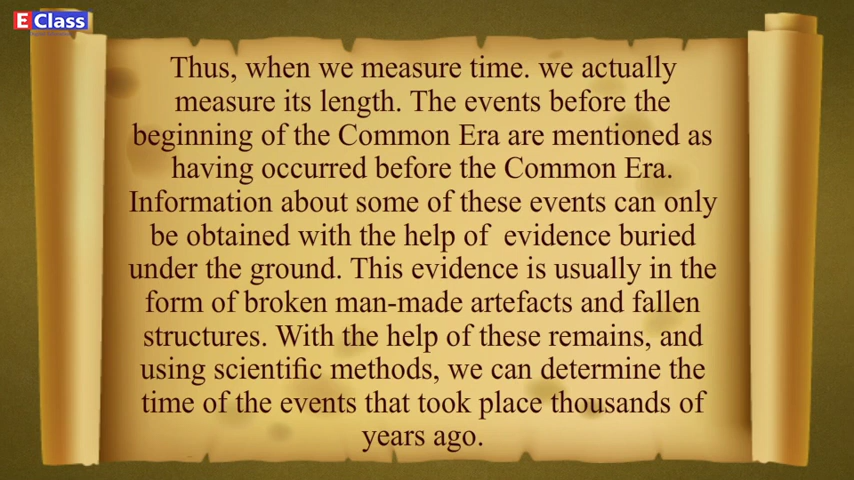 E Class
Thus, when we measure time. we actually
measure its length. The events before the
beginning of the Common Era are mentioned as
having occurred before the Common Era.
Information about some of these events can only
be obtained with the help of  evidence buried
under the ground. This evidence is usually in the
form of broken man-made artefacts and fallen
structures. With the help of these remains, and
using scientific methods, we can determine the
time of the events that took place thousands of
years ago.